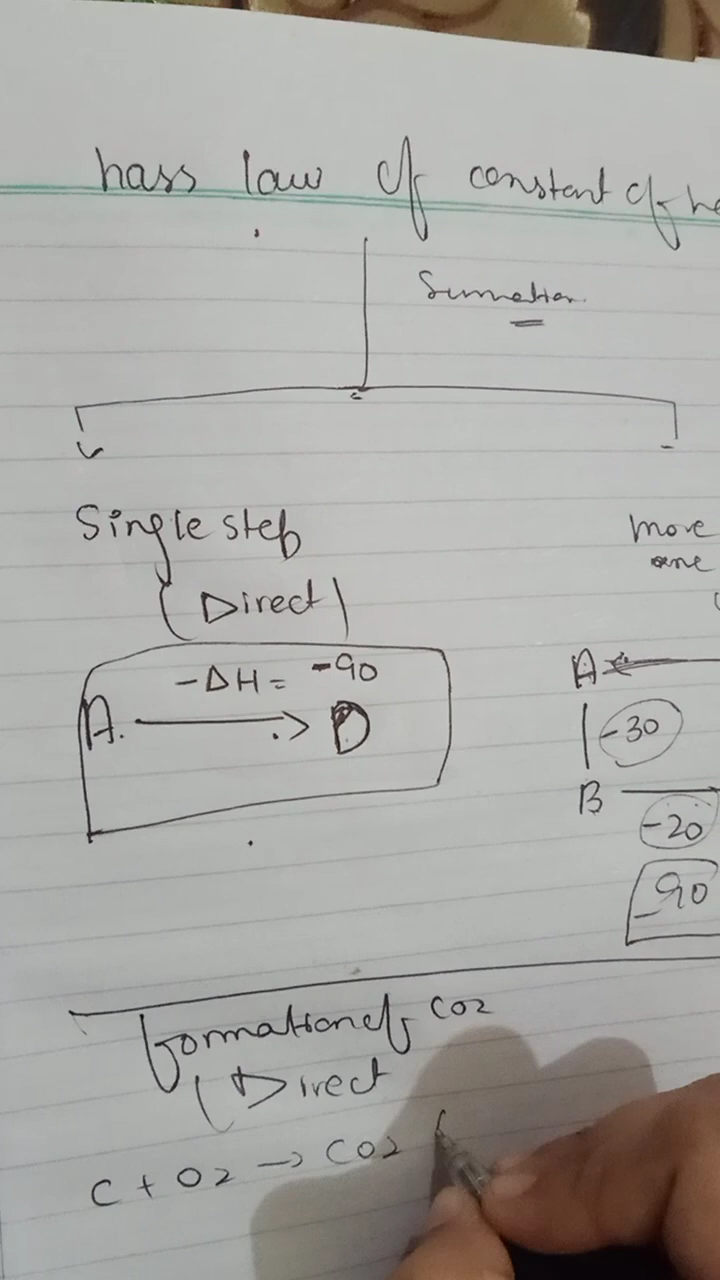 hass law of constant of he
Summation
Single step
(Direct)
-ΔH = -90
A. → D
more
one
A
-30
B
-20
-90
formation of CO2
(Direct
C + O2 → CO2